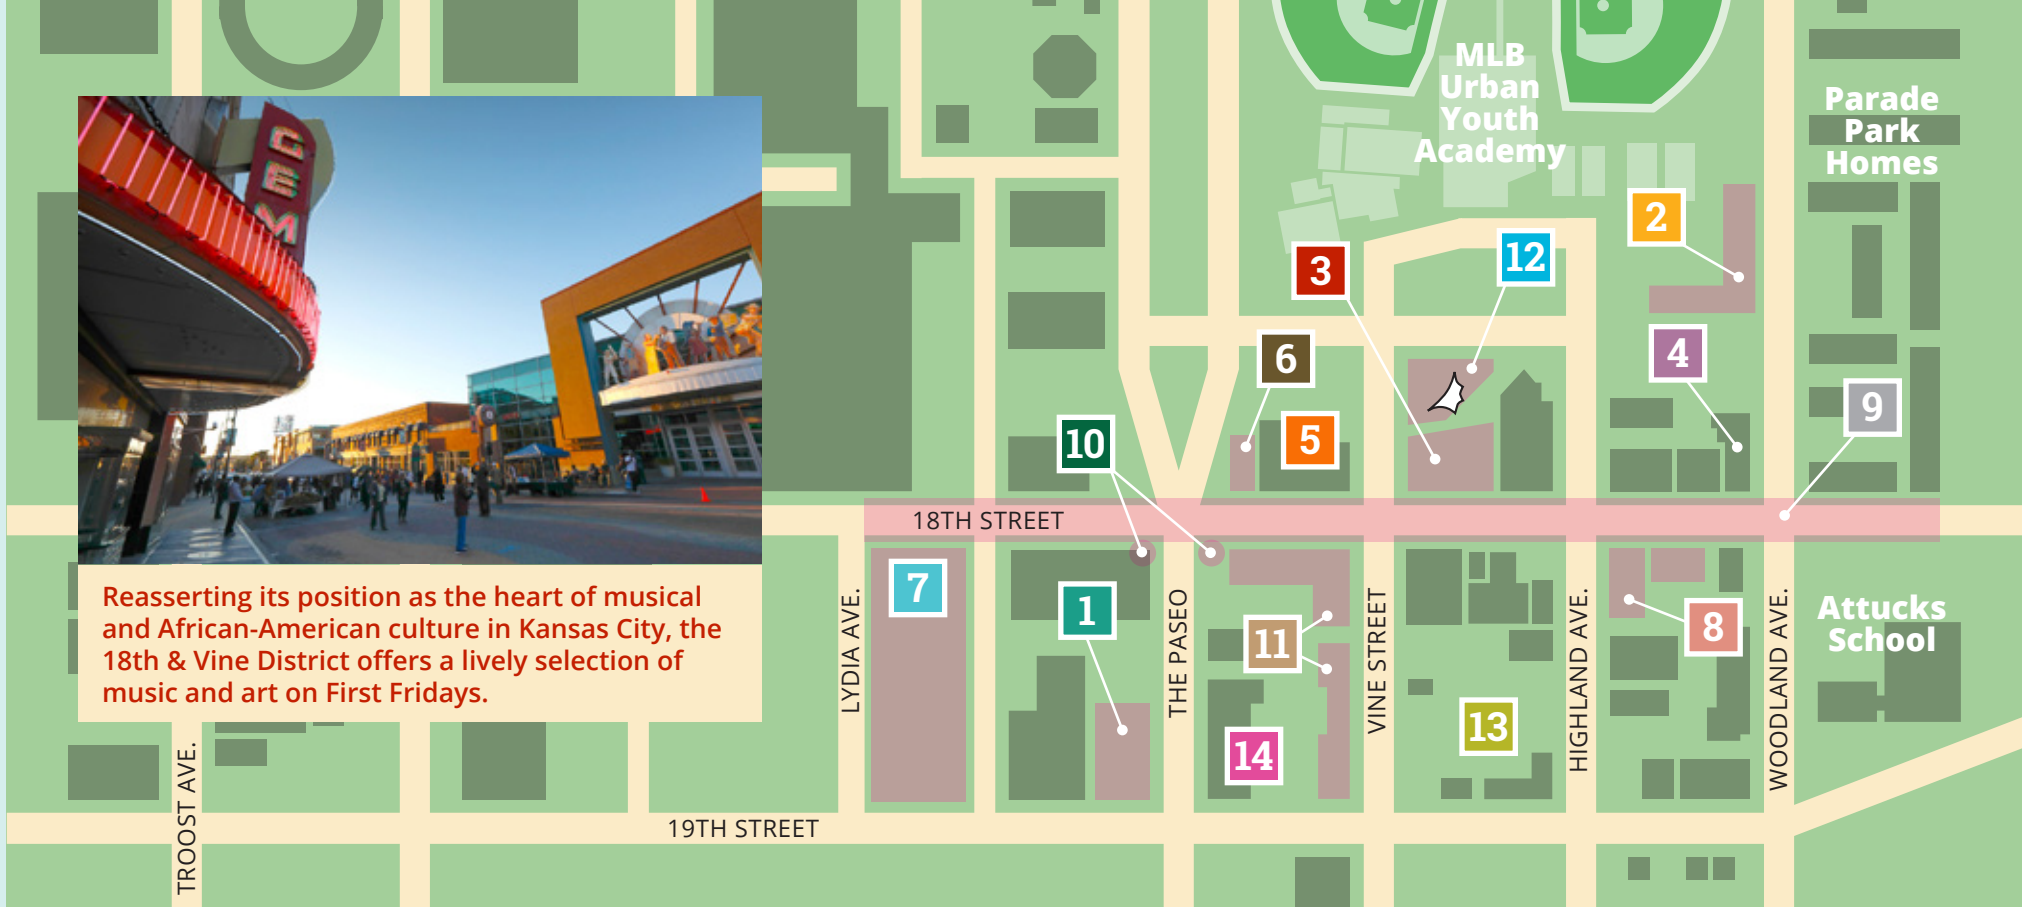 MLB
Urban
Youth
Academy
Parade
Park
Homes
GEM
2
12
3
6
4
5
9
10
18TH STREET
7
1
11
8
Attucks
School
13
14
LYDIA AVE.
THE PASEO
VINE STREET
HIGHLAND AVE.
WOODLAND AVE.
Reasserting its position as the heart of musical
and African-American culture in Kansas City, the
18th & Vine District offers a lively selection of
music and art on First Fridays.
TROOST AVE.
19TH STREET